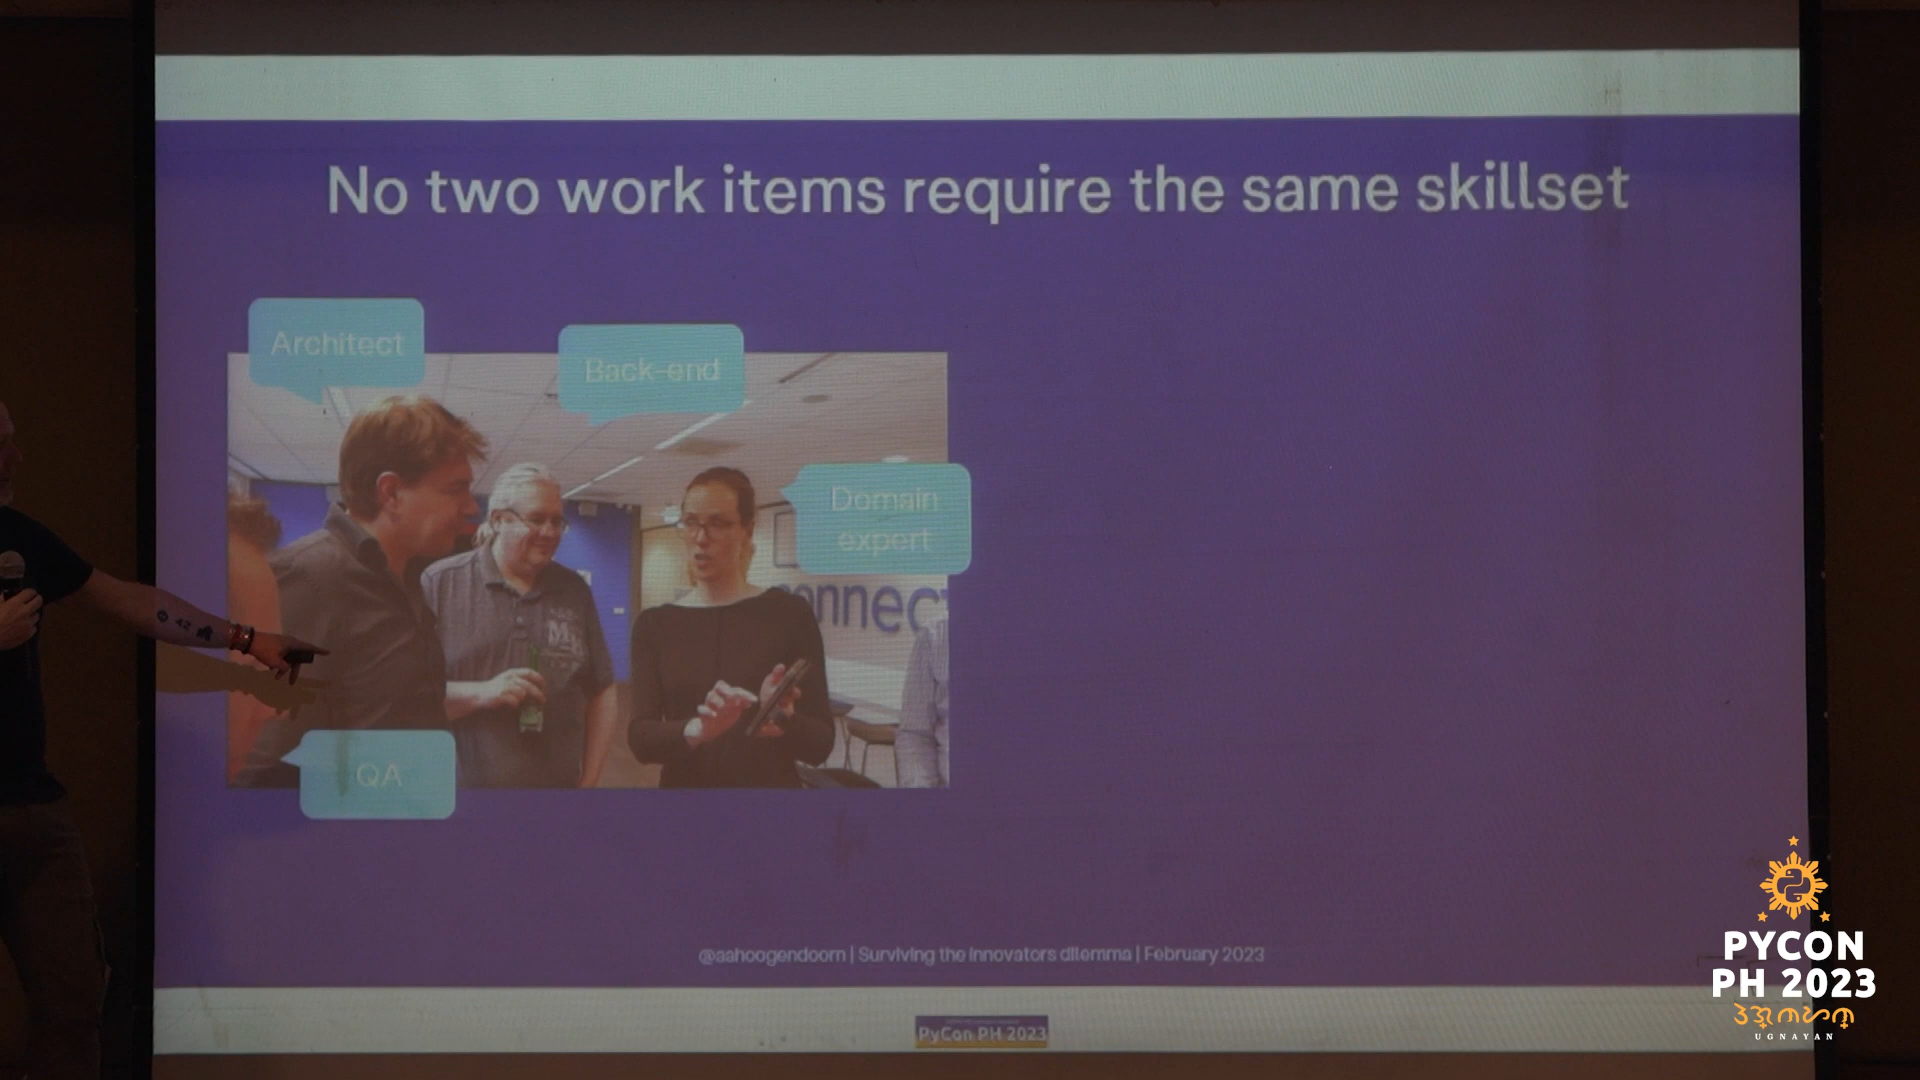 No two work items require the same skillset
Architect
Back-end
Domain
expert
onnect
QA
@aahoogendoorn | Surviving the innovators dilemma | February 2023
PyCon PH 2023
PYCON
PH 2023
UGNAYAN